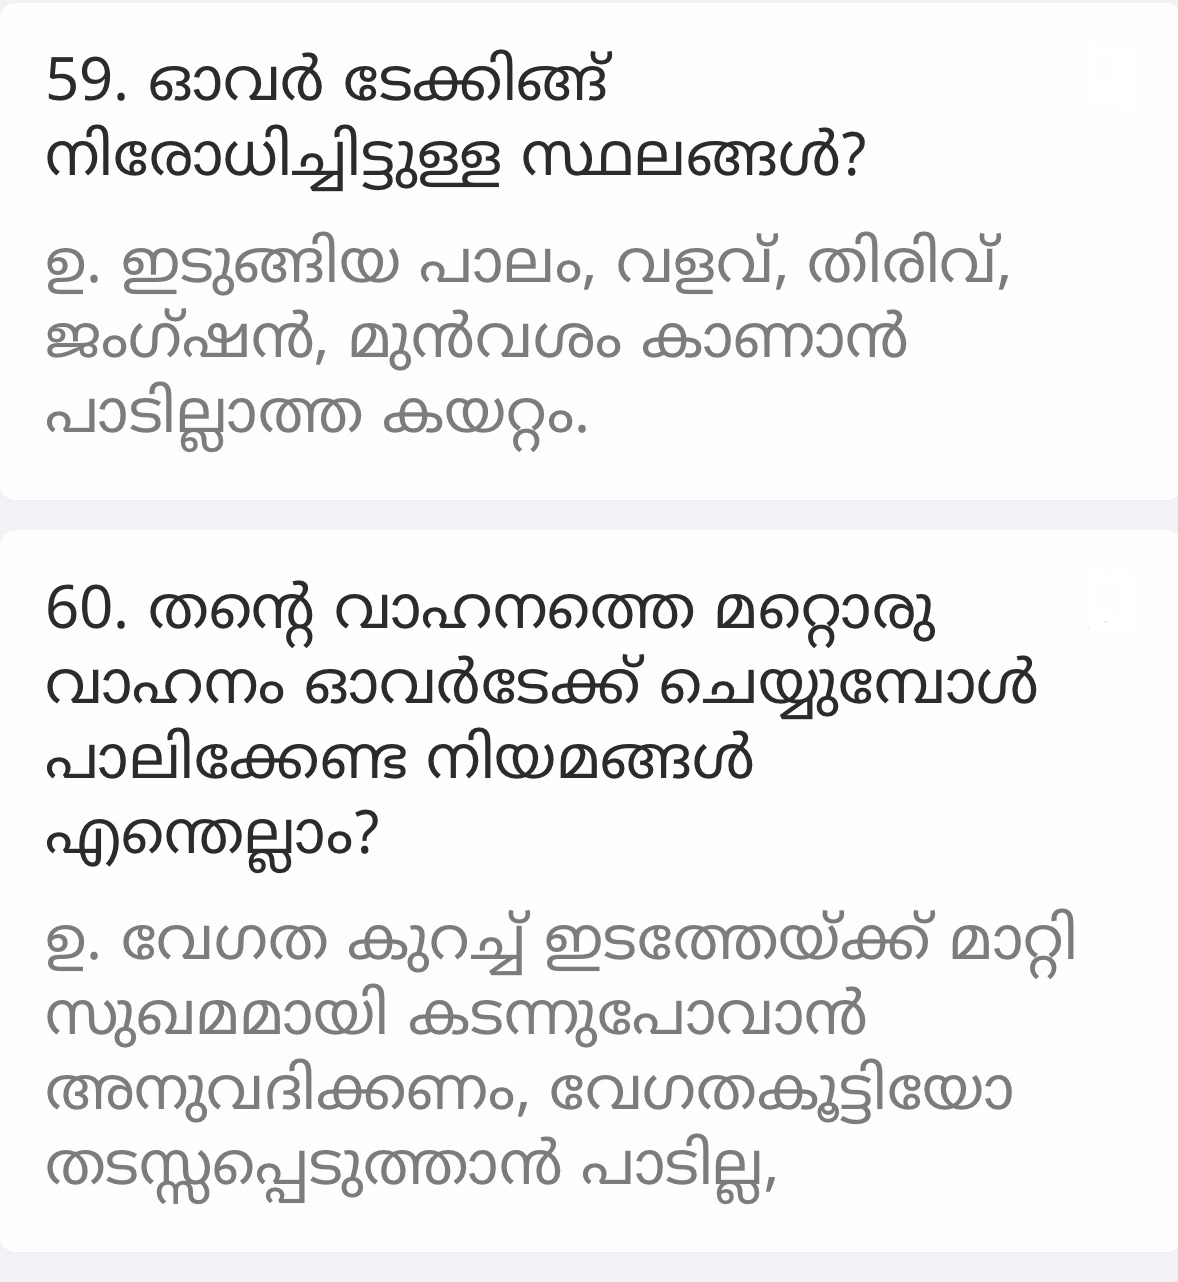 59. ഓവർ ടേക്കിങ്ങ്
നിരോധിച്ചിട്ടുള്ള സ്ഥലങ്ങൾ?
ഉ. ഇടുങ്ങിയ പാലം, വളവ്, തിരിവ്,
ജംഗ്ഷൻ, മുൻവശം കാണാൻ
പാടില്ലാത്ത കയറ്റം.
60. തന്റെ വാഹനത്തെ മറ്റൊരു
വാഹനം ഓവർടേക്ക് ചെയ്യുമ്പോൾ
പാലിക്കേണ്ട നിയമങ്ങൾ
എന്തെല്ലാം?
ഉ. വേഗത കുറച്ച് ഇടത്തേയ്ക്ക് മാറ്റി
സുഖമമായി കടന്നുപോവാൻ
അനുവദിക്കണം, വേഗതകൂട്ടിയോ
തടസ്സപ്പെടുത്താൻ പാടില്ല,